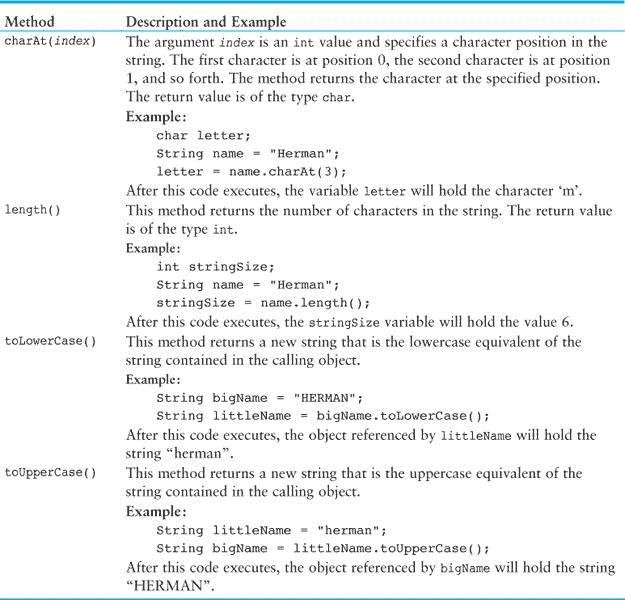 Method Description and Example
charAt(index) The argument index is an int value and specifies a character position in the
string. The first character is at position 0, the second character is at position
1, and so forth. The method returns the character at the specified position.
The return value is of the type char.
Example:
char letter;
String name = "Herman";
letter = name.charAt(3);
After this code executes, the variable letter will hold the character ‘m’.
length() This method returns the number of characters in the string. The return value
is of the type int.
Example:
int stringSize;
String name = "Herman";
stringSize = name.length();
After this code executes, the stringSize variable will hold the value 6.
toLowerCase() This method returns a new string that is the lowercase equivalent of the
string contained in the calling object.
Example:
String bigName = "HERMAN";
String littleName = bigName.toLowerCase();
After this code executes, the object referenced by littleName will hold the
string “herman”.
toUpperCase() This method returns a new string that is the uppercase equivalent of the
string contained in the calling object.
Example:
String littleName = "herman";
String bigName = littleName.toUpperCase();
After this code executes, the object referenced by bigName will hold the string
“HERMAN”.